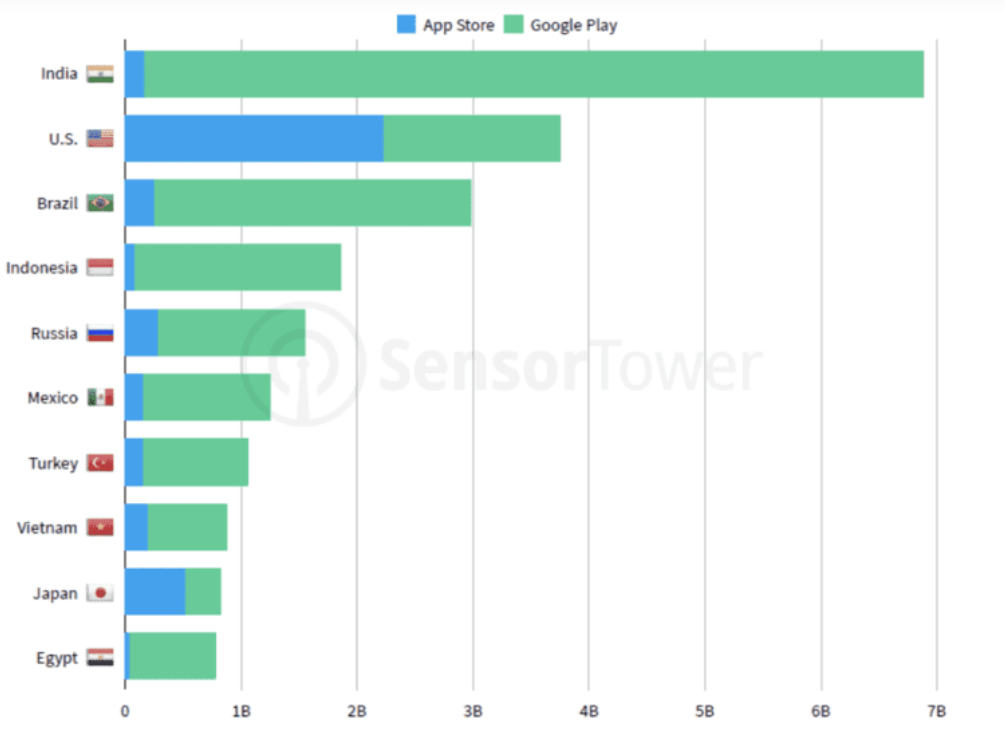 App Store Google Play
India
U.S.
Brazil
Indonesia
Russia
Mexico
Turkey
Vietnam
Japan
Egypt
SensorTower
0 1B 2B 3B 4B 5B 6B 7B